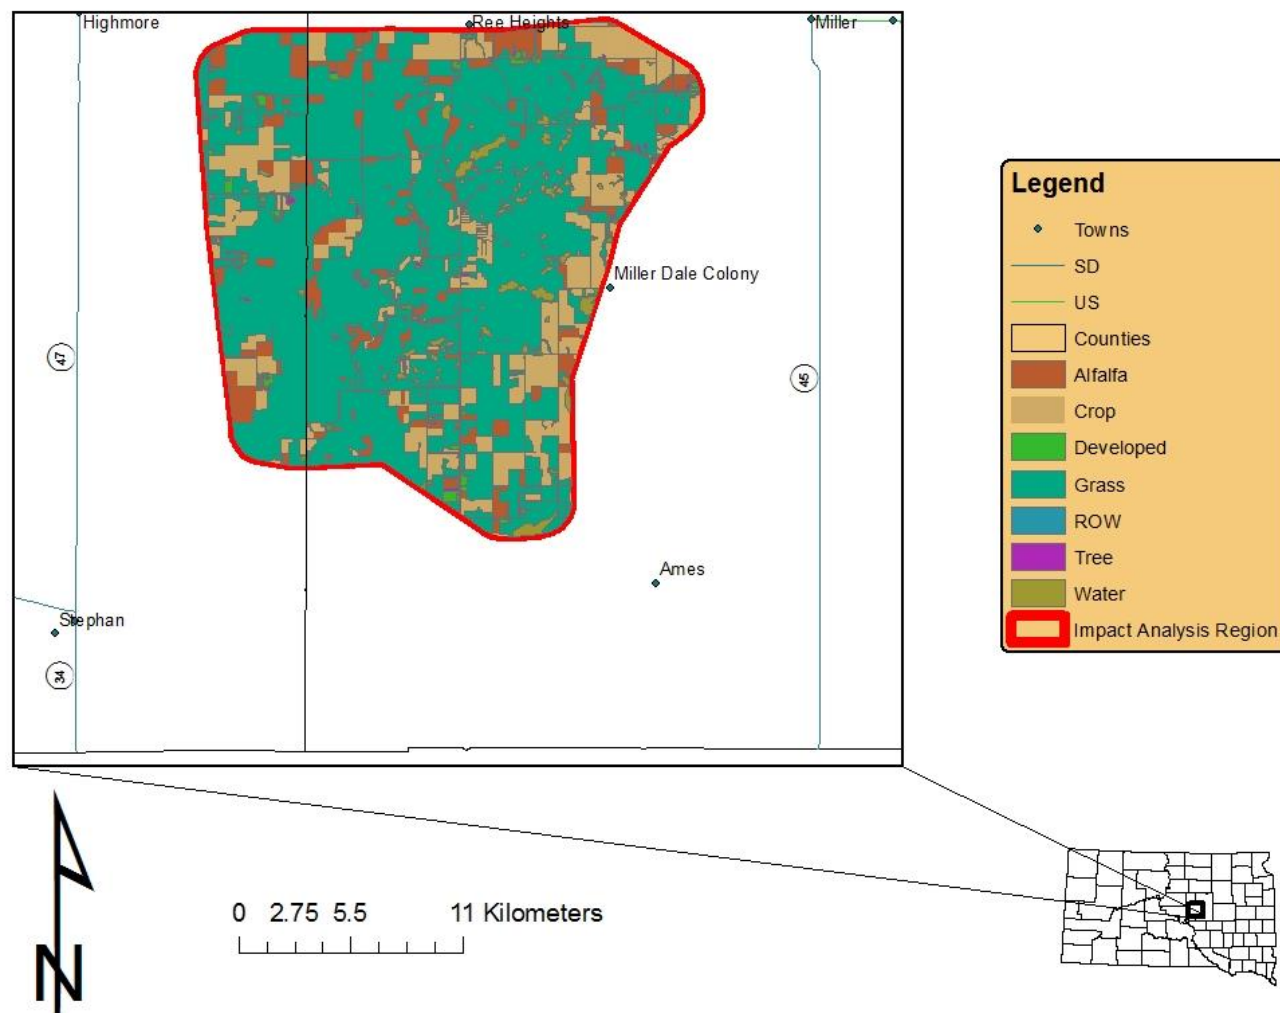 Highmore
Ree Heights
Miller
Miller Dale Colony
47
45
Ames
Stephan
34
Legend
Towns
SD
US
Counties
Alfalfa
Crop
Developed
Grass
ROW
Tree
Water
Impact Analysis Region
N
0 2.75 5.5 11 Kilometers